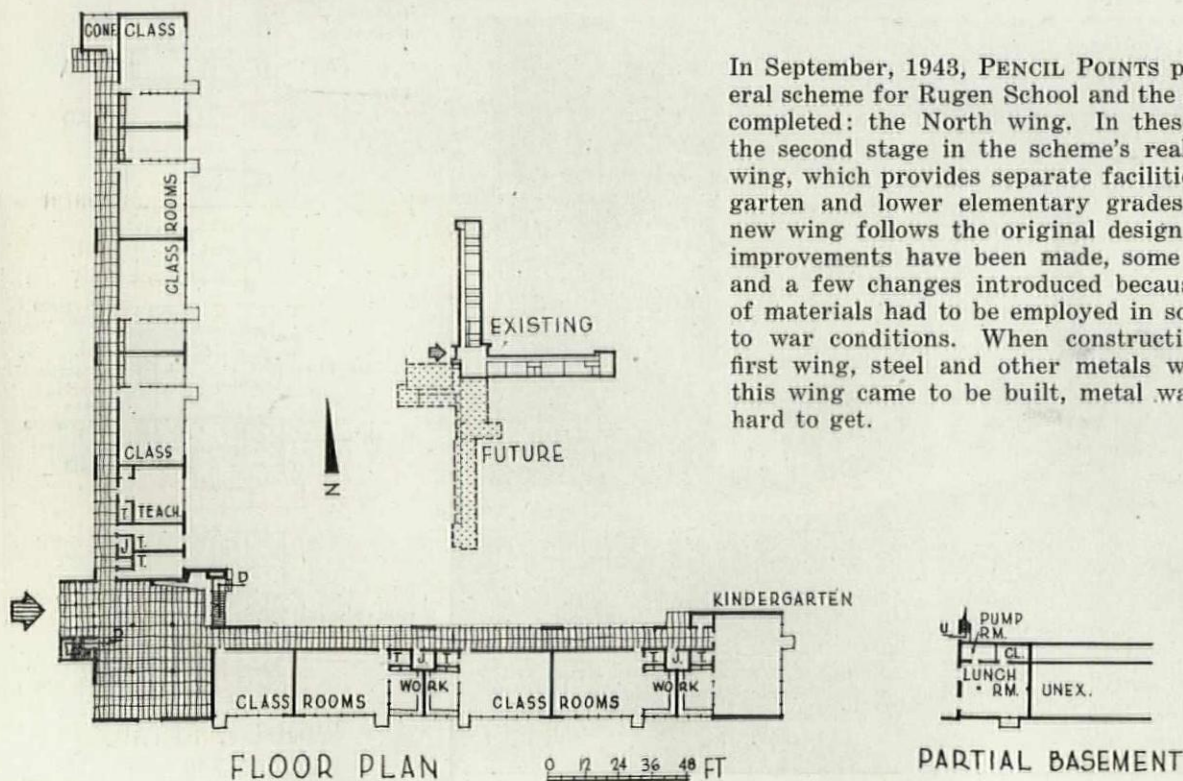 In September, 1943, PENCIL POINTS p
eral scheme for Rugen School and the
completed: the North wing. In thes
the second stage in the scheme's real
wing, which provides separate faciliti
garten and lower elementary grades
new wing follows the original design
improvements have been made, some
and a few changes introduced becau
of materials had to be employed in so
to war conditions. When constructi
first wing, steel and other metals w
this wing came to be built, metal wa
hard to get.
CONF. CLASS
CLASS ROOMS
CLASS
T TEACH.
J T.
T.
D
EXISTING
FUTURE
N
KINDERGARTEN
T J. T T J. T
CLASS ROOMS WORK CLASS ROOMS WORK
FLOOR PLAN
0 12 24 36 48 FT
U PUMP
RM.
CL.
LUNCH
RM. UNEX.
PARTIAL BASEMENT